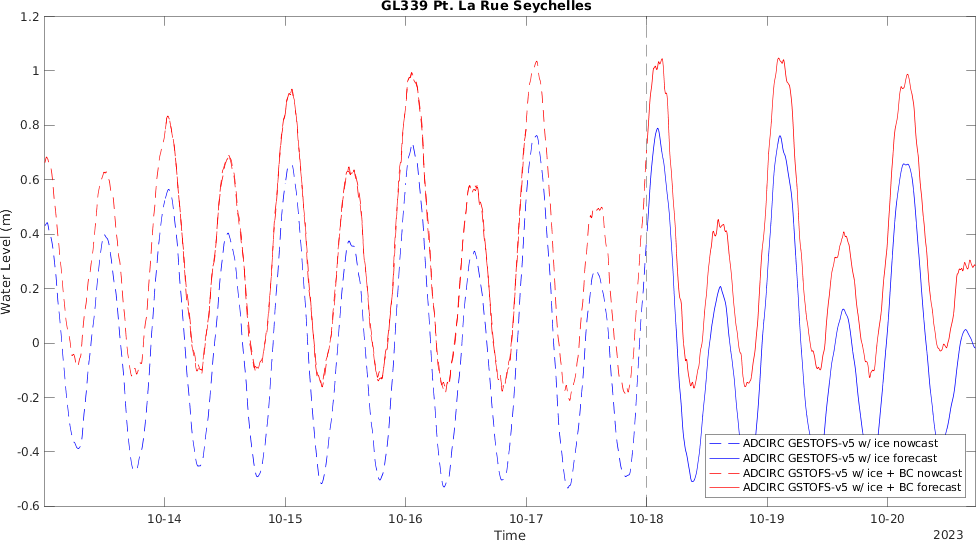 GL339 Pt. La Rue Seychelles
1.2
1
0.8
0.6
0.4
0.2
0
-0.2
-0.4
-0.6
Water Level (m)
ADCIRC GESTOFS-v5 w/ ice nowcast
ADCIRC GESTOFS-v5 w/ ice forecast
ADCIRC GSTOFS-v5 w/ ice + BC nowcast
ADCIRC GSTOFS-v5 w/ ice + BC forecast
10-14 10-15 10-16 10-17 10-18 10-19 10-20
Time
2023